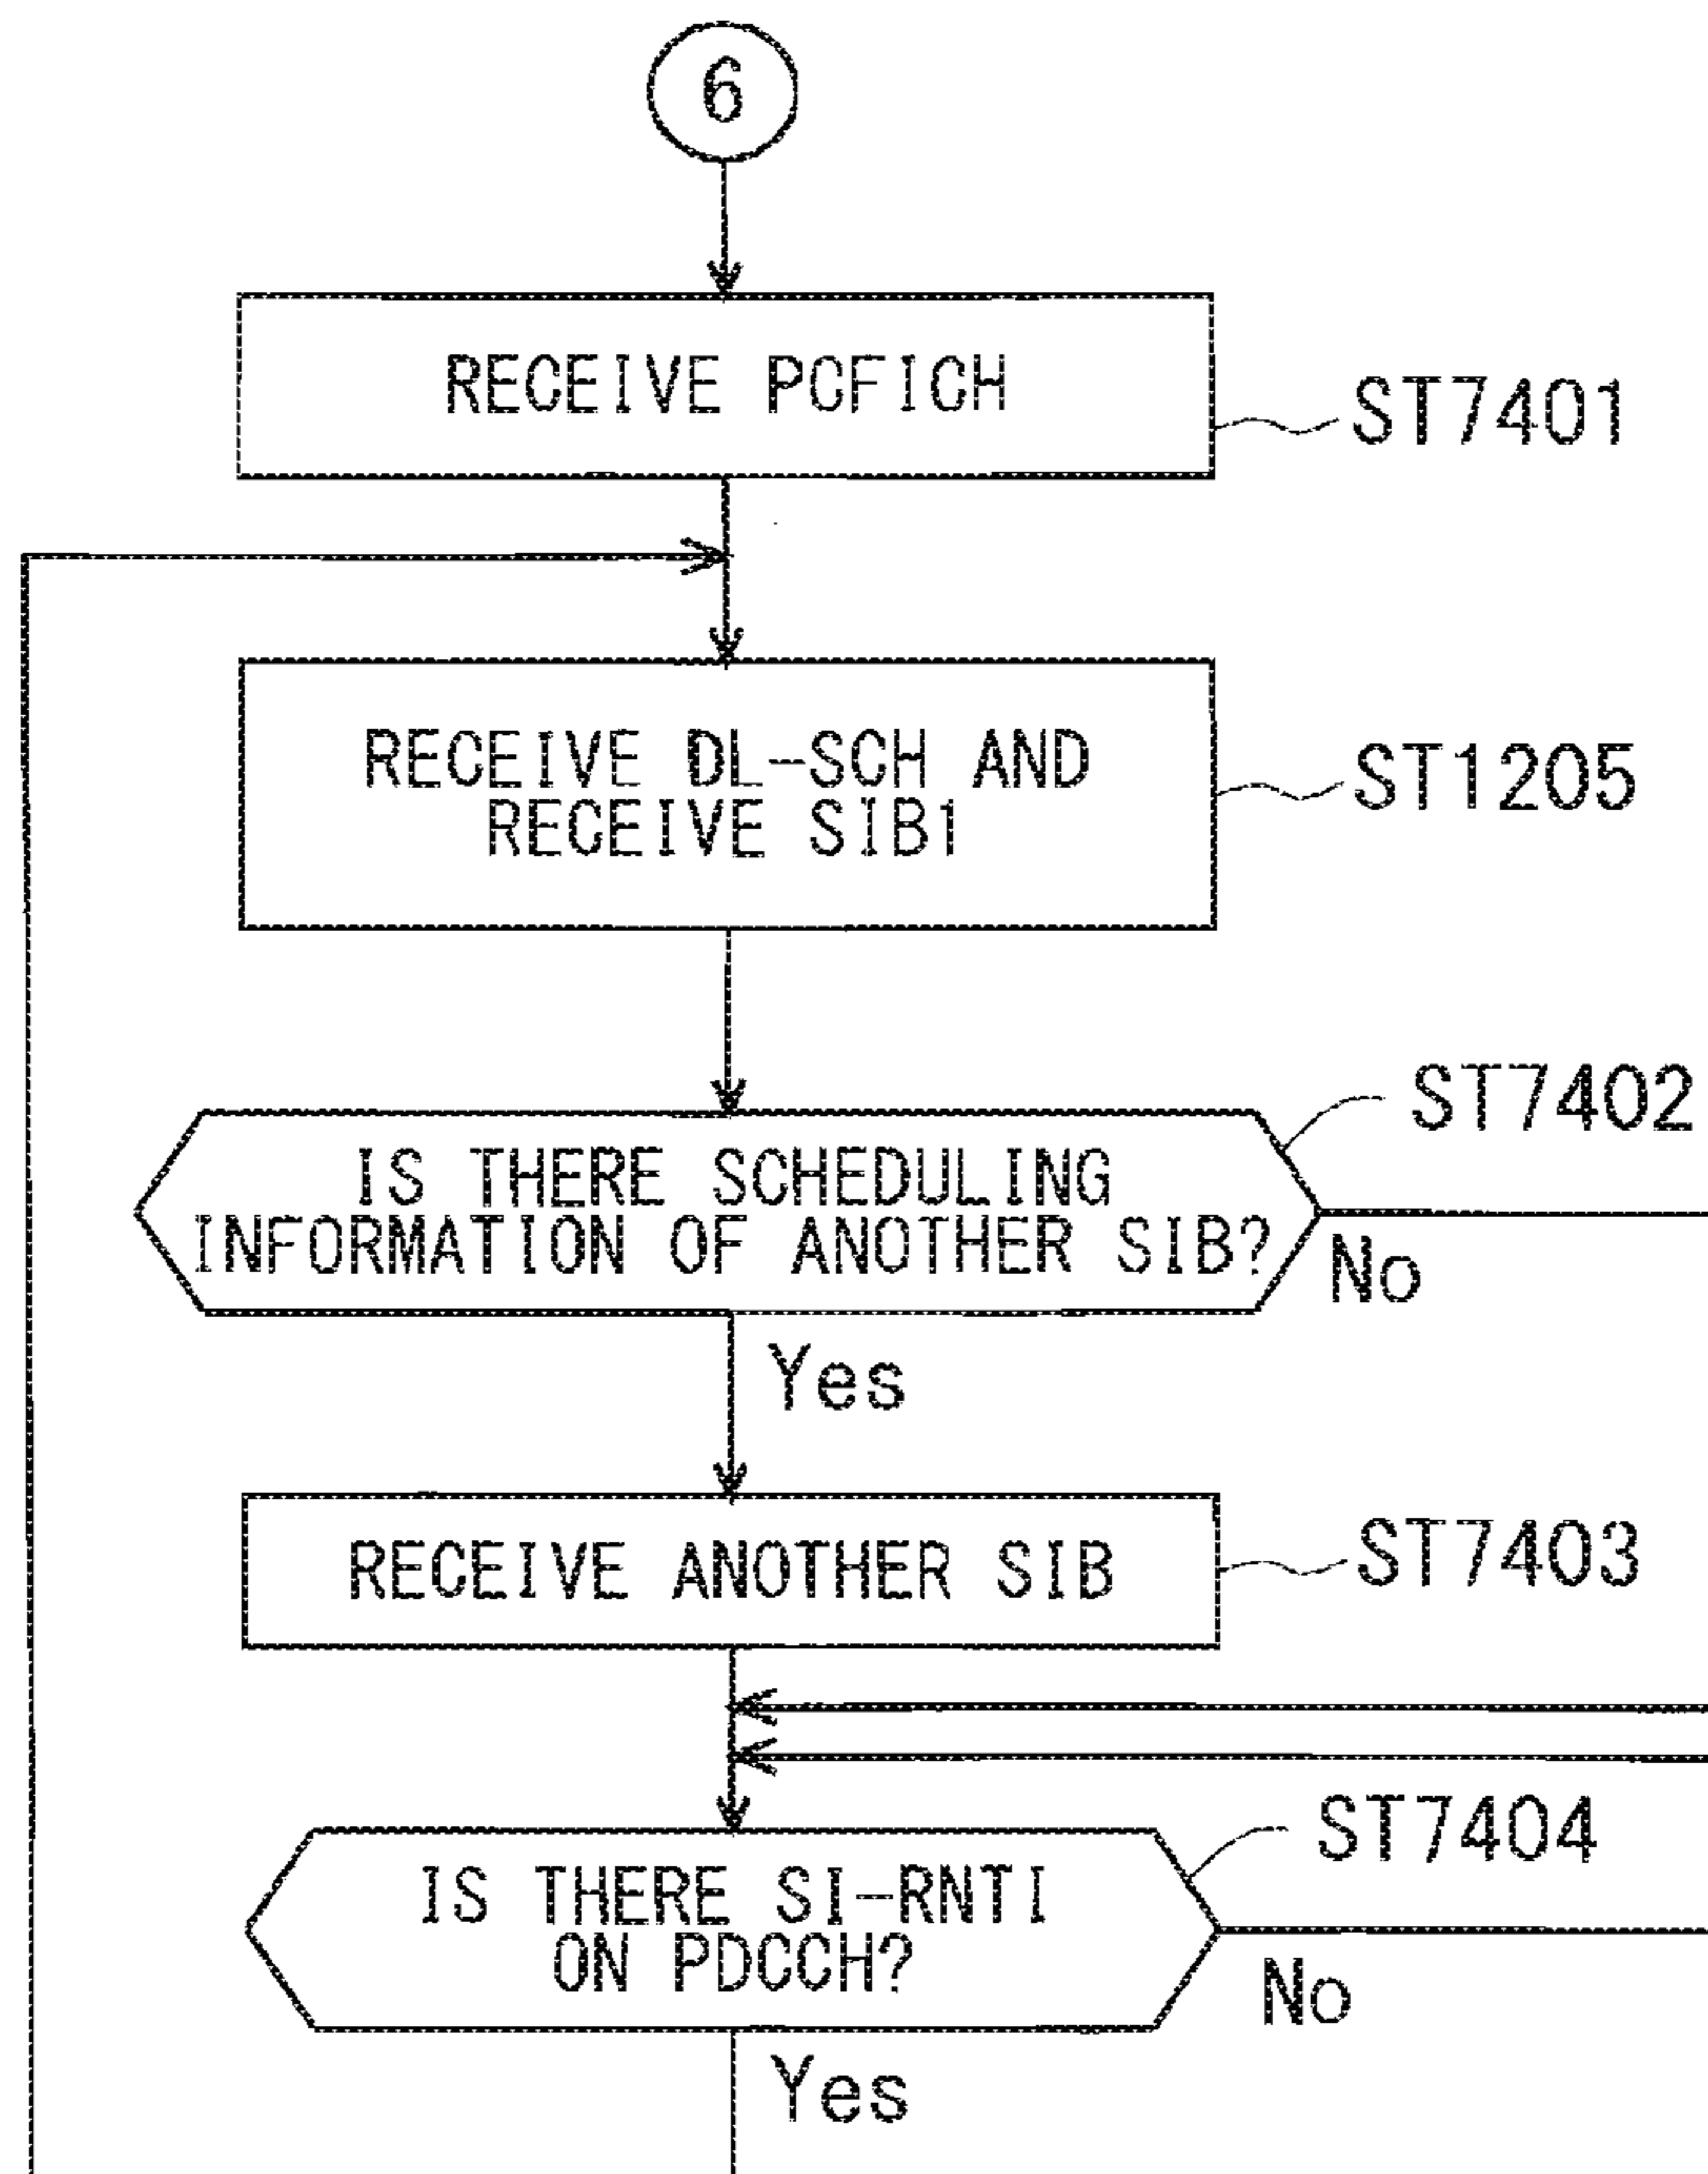 6
RECEIVE PCFICH
ST7401
RECEIVE DL-SCH AND
RECEIVE SIB1
ST1205
ST7402
IS THERE SCHEDULING
INFORMATION OF ANOTHER SIB?
No
Yes
RECEIVE ANOTHER SIB
ST7403
ST7404
IS THERE SI-RNTI
ON PDCCH?
No
Yes